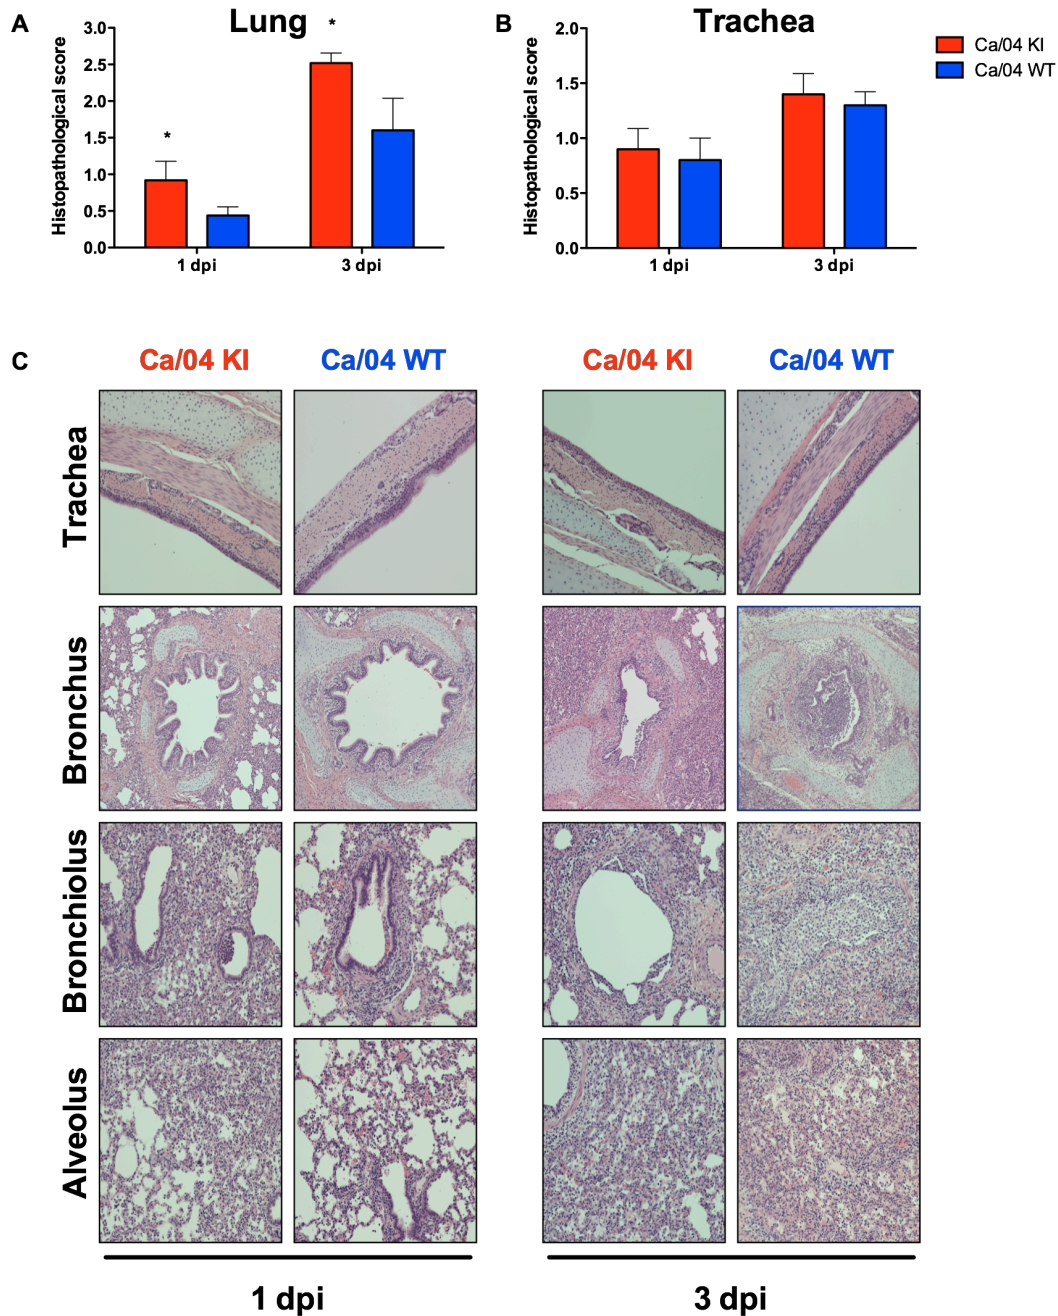 A
Lung
*
*
Histopathological score
3.0
2.5
2.0
1.5
1.0
0.5
0.0
1 dpi
3 dpi
B
Trachea
Histopathological score
2.0
1.5
1.0
0.5
0.0
1 dpi
3 dpi
Ca/04 KI
Ca/04 WT
C
Ca/04 KI
Ca/04 WT
Ca/04 KI
Ca/04 WT
Trachea
Bronchus
Bronchiolus
Alveolus
1 dpi
3 dpi